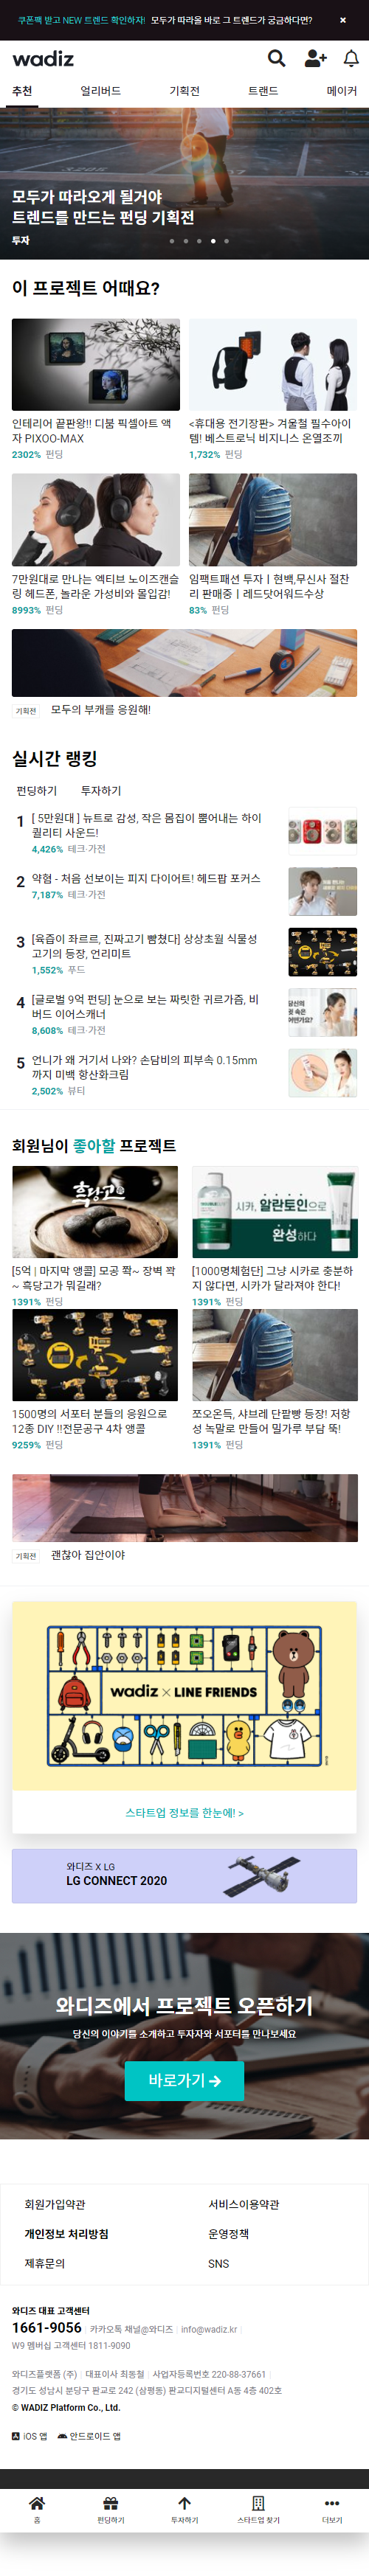 쿠폰팩 받고 NEW 트렌드 확인하자! 모두가 따라올 바로 그 트렌드가 궁금하다면? ×
wadiz
추천 얼리버드 기획전 트랜드 메이커
모두가 따라오게 될거야
트렌드를 만드는 펀딩 기획전
투자
이 프로젝트 어때요?
인테리어 끝판왕!! 디붐 픽셀아트 액
자 PIXOO-MAX
2302% 펀딩
<휴대용 전기장판> 겨울철 필수아이
템! 베스트로닉 비지니스 온열조끼
1,732% 펀딩
7만원대로 만나는 엑티브 노이즈캔슬
링 헤드폰, 놀라운 가성비와 몰입감!
8993% 펀딩
임팩트패션 투자 | 현백,무신사 절찬
리 판매중 | 레드닷어워드수상
83% 펀딩
기획전 모두의 부캐를 응원해!
실시간 랭킹
펀딩하기 투자하기
1 [ 5만원대 ] 뉴트로 감성, 작은 몸집이 뿜어내는 하이
퀄리티 사운드!
4,426% 테크·가전
2 약혐 - 처음 선보이는 피지 다이어트! 헤드팝 포커스
7,187% 테크·가전
3 [육즙이 좌르르, 진짜고기 빰쳤다] 상상초월 식물성
고기의 등장, 언리미트
1,552% 푸드
4 [글로벌 9억 펀딩] 눈으로 보는 짜릿한 귀르가즘, 비
버드 이어스캐너
8,608% 테크·가전
5 언니가 왜 거기서 나와? 손담비의 피부속 0.15mm
까지 미백 항산화크림
2,502% 뷰티
회원님이 좋아할 프로젝트
흑당고
[5억 | 마지막 앵콜] 모공 쫙~ 장벽 꽉
~ 흑당고가 뭐길래?
1391% 펀딩
시카, 알란토인으로
완성하다
[1000명체험단] 그냥 시카로 충분하
지 않다면, 시카가 달라져야 한다!
1391% 펀딩
1500명의 서포터 분들의 응원으로
12종 DIY !!전문공구 4차 앵콜
9259% 펀딩
쪼오온득, 샤브레 단팥빵 등장! 저항
성 녹말로 만들어 밀가루 부담 뚝!
1391% 펀딩
기획전 괜찮아 집안이야
wadiz × LINE FRIENDS
스타트업 정보를 한눈에! >
와디즈 X LG
LG CONNECT 2020
와디즈에서 프로젝트 오픈하기
당신의 이야기를 소개하고 투자자와 서포터를 만나보세요
바로가기
회원가입약관 서비스이용약관
개인정보 처리방침 운영정책
제휴문의 SNS
와디즈 대표 고객센터
1661-9056 | 카카오톡 채널@와디즈 | info@wadiz.kr |
W9 멤버십 고객센터 1811-9090
와디즈플랫폼 (주) | 대표이사 최동철 | 사업자등록번호 220-88-37661 |
경기도 성남시 분당구 판교로 242 (삼평동) 판교디지털센터 A동 4층 402호
© WADIZ Platform Co., Ltd.
iOS 앱 안드로이드 앱
홈 펀딩하기 투자하기 스타트업 찾기 더보기